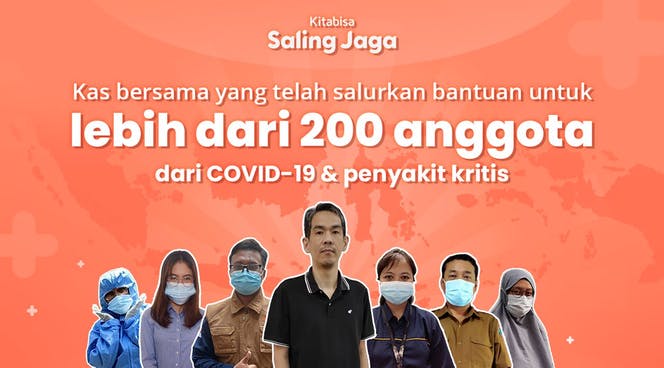 Kitabisa
Saling Jaga
Kas bersama yang telah salurkan bantuan untuk
lebih dari 200 anggota
dari COVID-19 & penyakit kritis